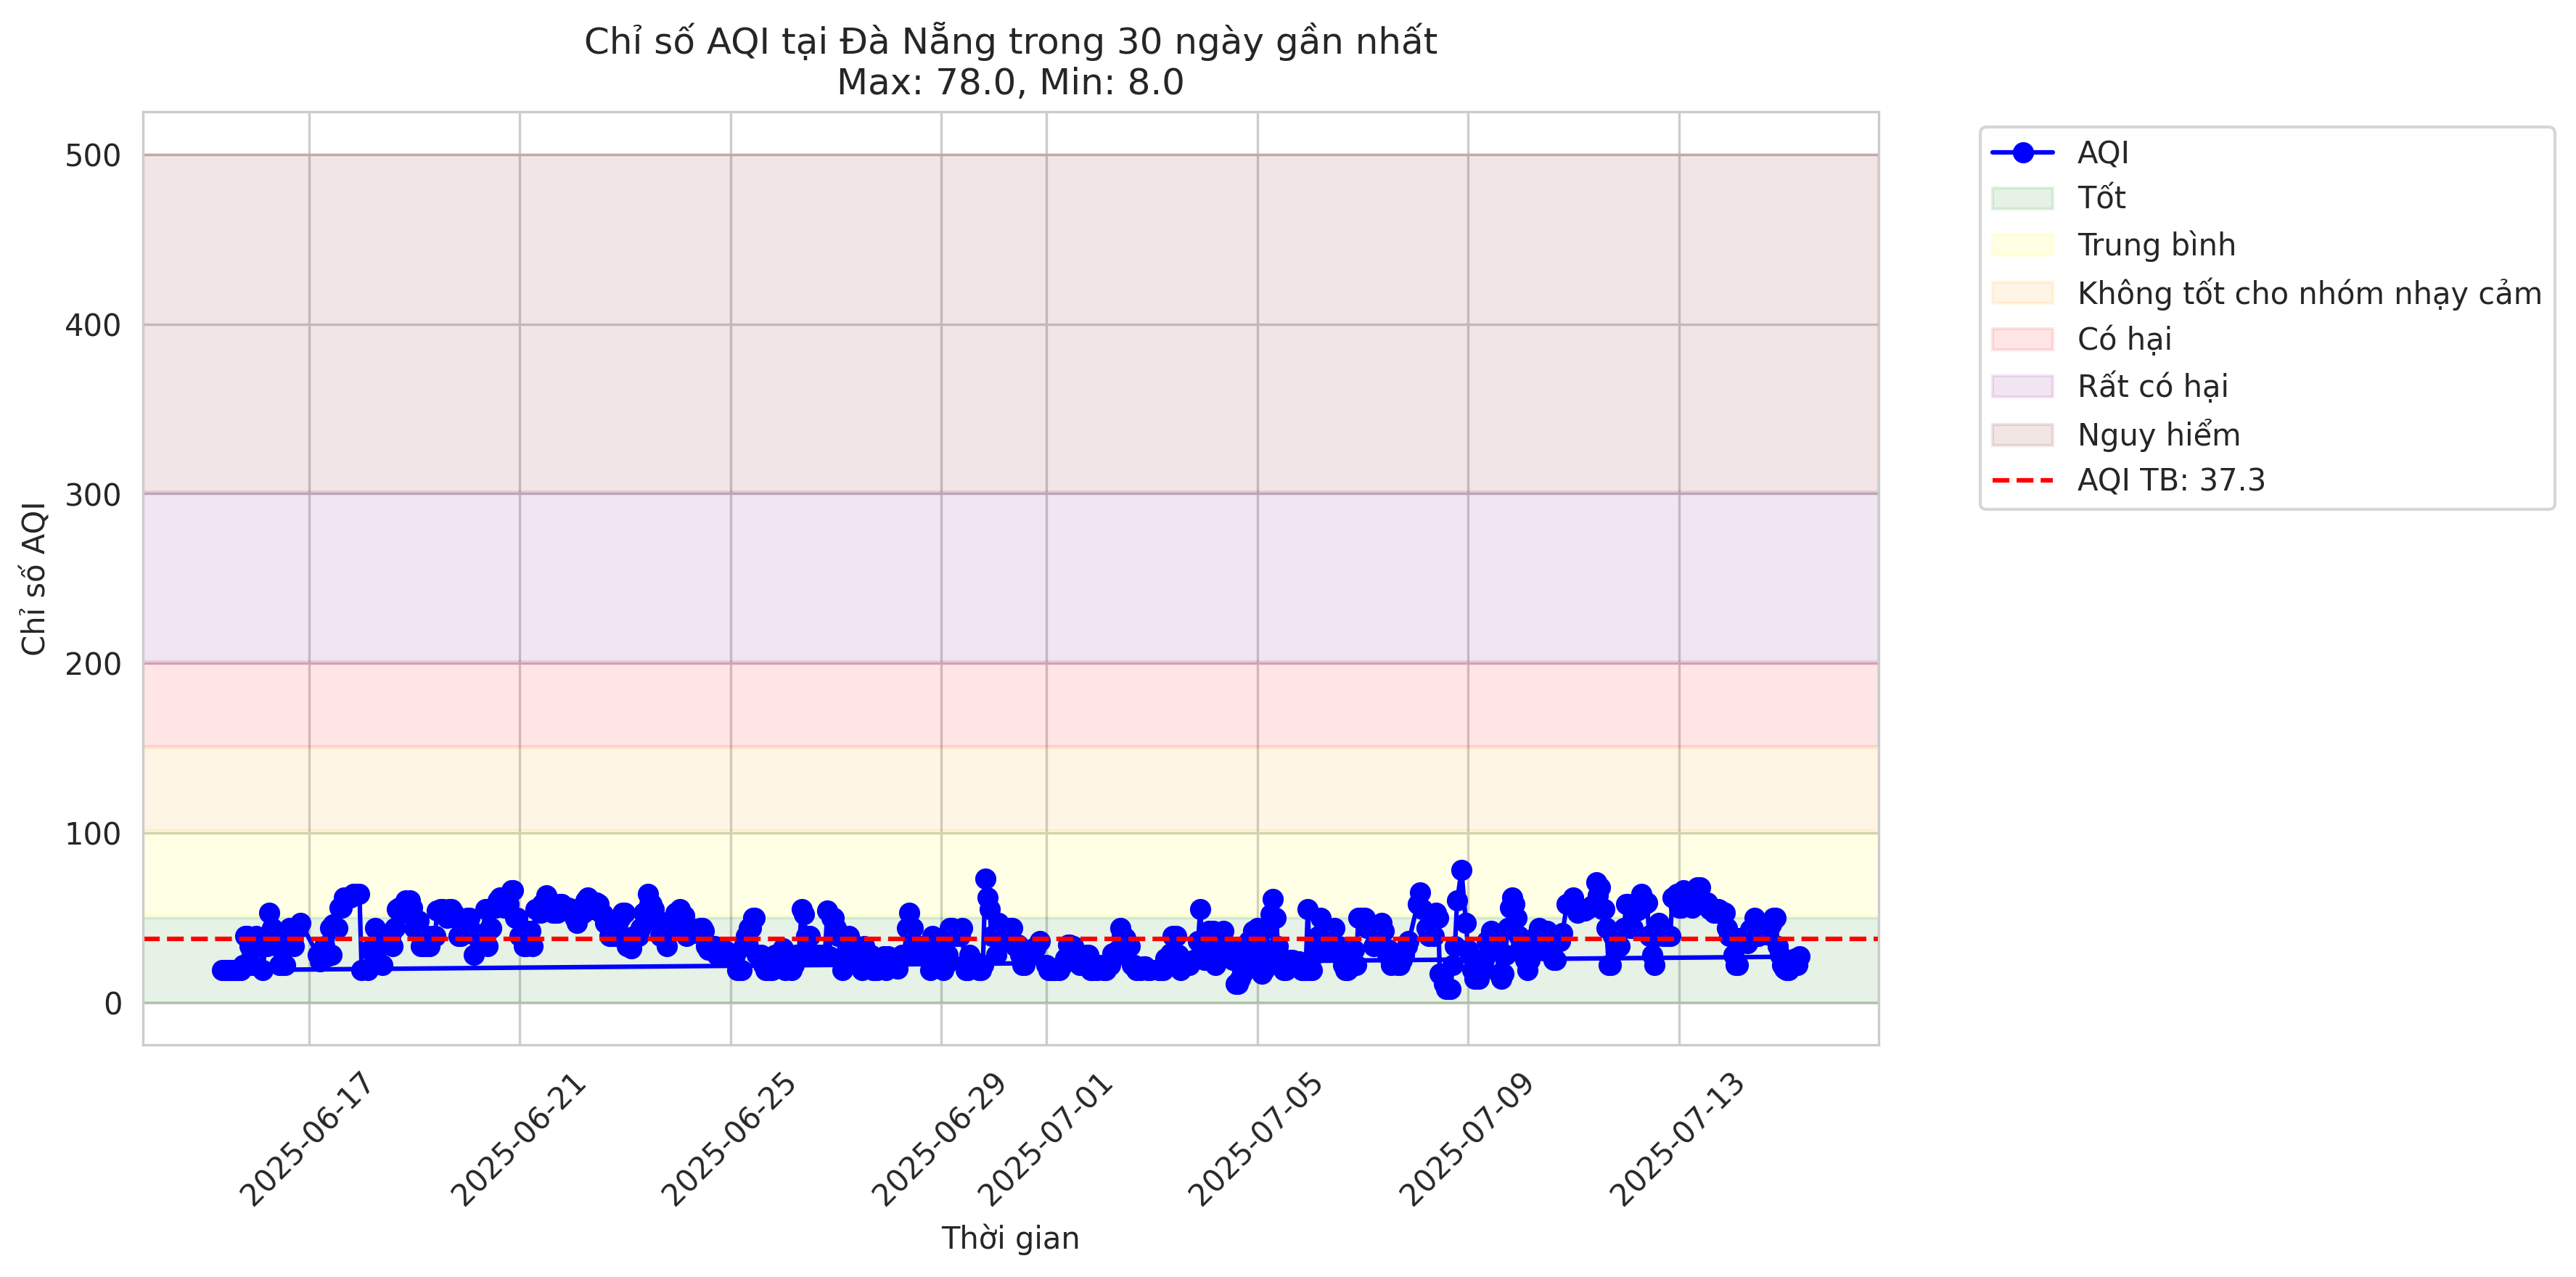 Chỉ số AQI tại Đà Nẵng trong 30 ngày gần nhất
Max: 78.0, Min: 8.0
Chỉ số AQI
500
400
300
200
100
0
2025-06-17
2025-06-21
2025-06-25
2025-06-29
2025-07-01
2025-07-05
2025-07-09
2025-07-13
Thời gian
AQI
Tốt
Trung bình
Không tốt cho nhóm nhạy cảm
Có hại
Rất có hại
Nguy hiểm
AQI TB: 37.3